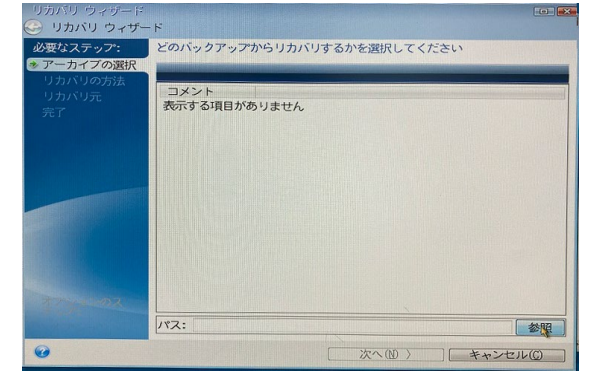 リカバリ ウィザード
リカバリ ウィザード
必要なステップ:
アーカイブの選択
リカバリの方法
リカバリ元
完了
どのバックアップからリカバリするかを選択してください
コメント
表示する項目がありません
パス:
参照
次へ(N) 〉
キャンセル(C)